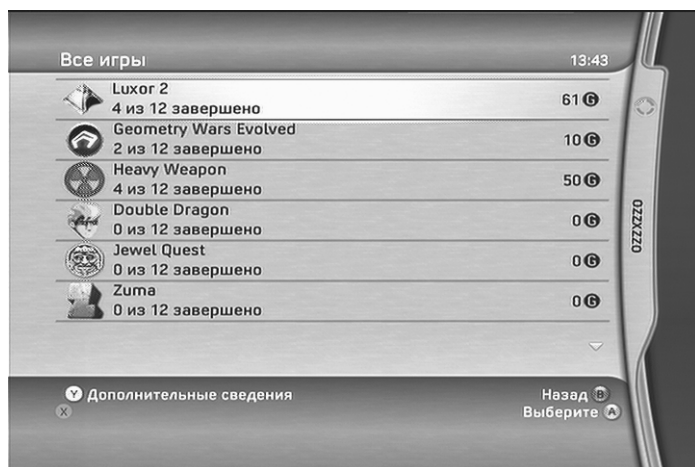 Все игры 13:43
Luxor 2
4 из 12 завершено 61 G
Geometry Wars Evolved
2 из 12 завершено 10 G
Heavy Weapon
4 из 12 завершено 50 G
Double Dragon
0 из 12 завершено 0 G
Jewel Quest
0 из 12 завершено 0 G
Zuma
0 из 12 завершено 0 G
OZZXZZO
Y Дополнительные сведения Назад B
X Выберите A